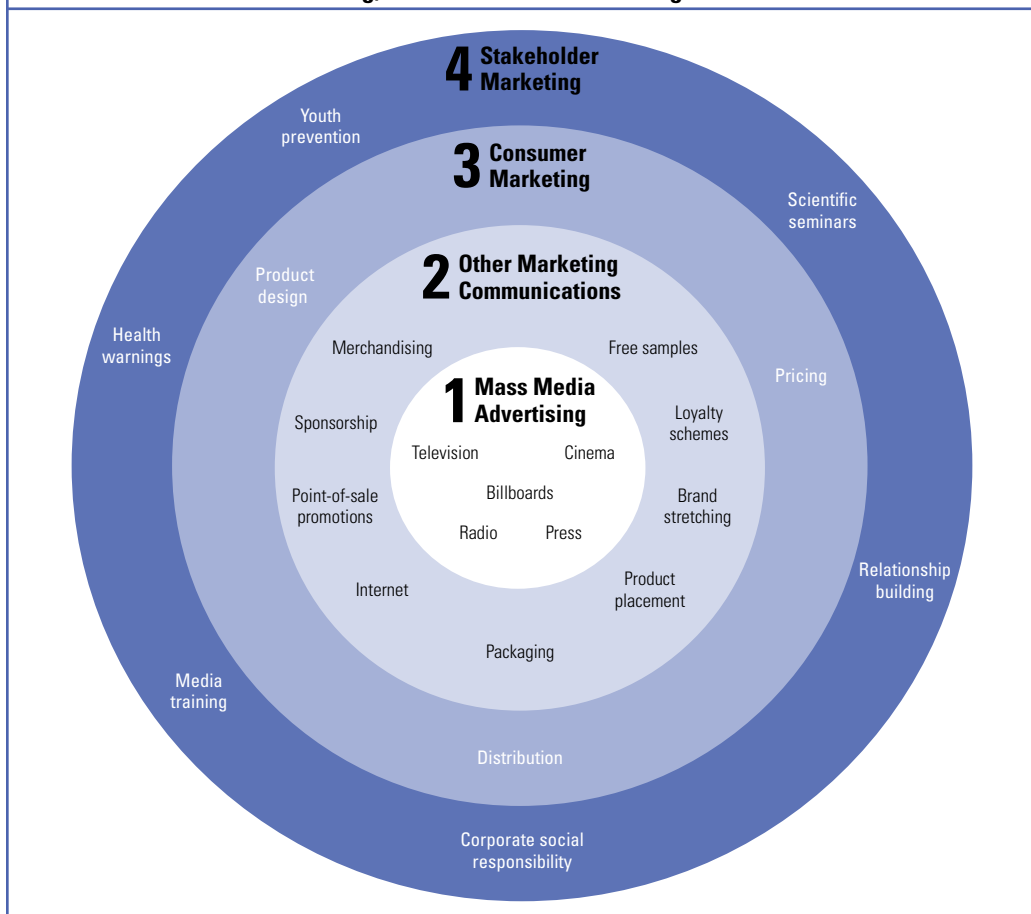 4 Stakeholder
Marketing
Youth
prevention
3 Consumer
Marketing
Scientific
seminars
2 Other Marketing
Communications
Product
design
Health
warnings
Merchandising
Free samples
Pricing
1 Mass Media
Advertising
Sponsorship
Loyalty
schemes
Television
Cinema
Billboards
Point-of-sale
promotions
Brand
stretching
Radio
Press
Internet
Product
placement
Relationship
building
Packaging
Media
training
Distribution
Corporate social
responsibility